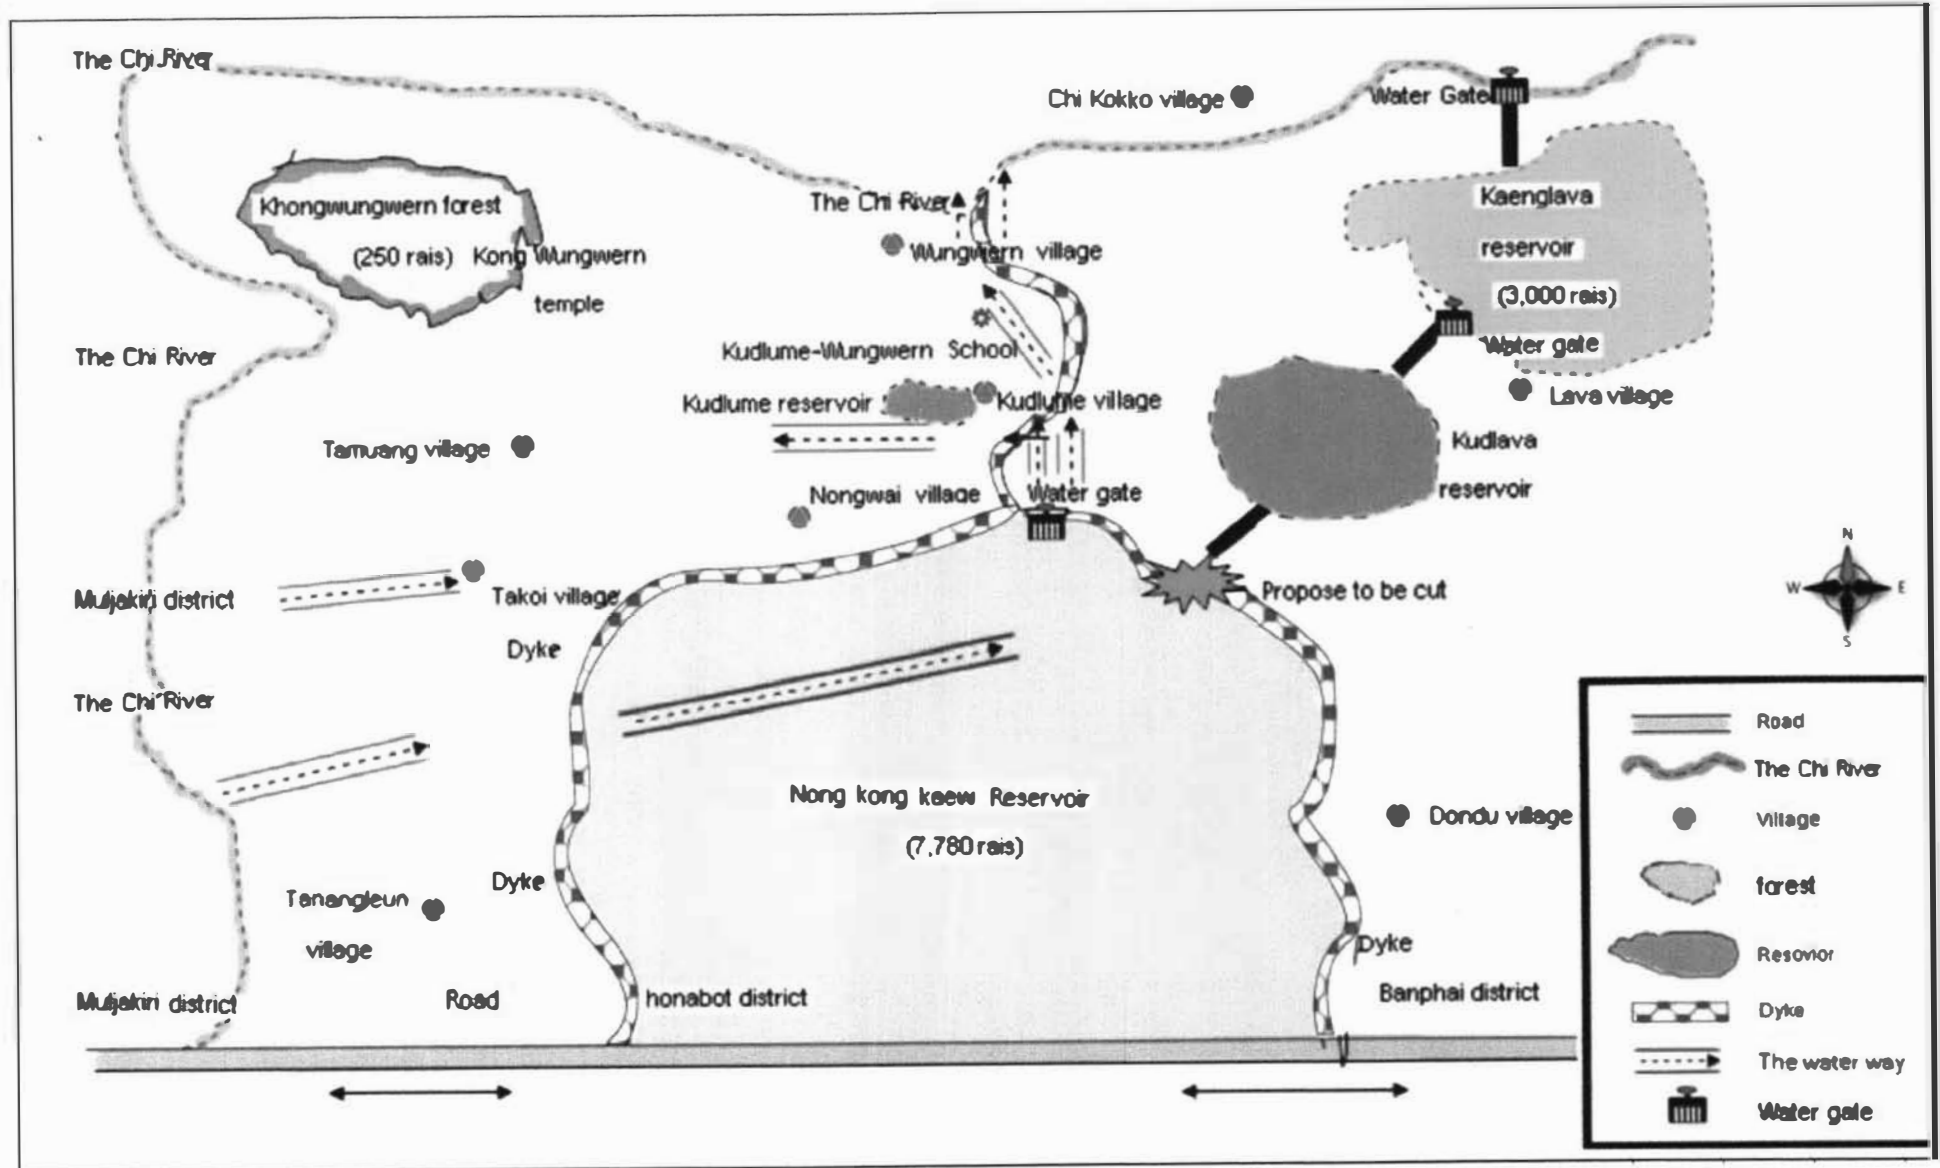 The Chi River
Chi Kokko village
Water Gate
Khongwungwern forest
(250 rais)
Kong Wungwern
temple
The Chi River
Wungwern village
Kaenglava
reservoir
(3,000 rais)
Water gate
The Chi River
Kudlume-Wungwern School
Kudlume reservoir
Kudlume village
Lava village
Tamuang village
Kudlava
reservoir
Nongwai village
Water gate
Muljakiri district
Takoi village
Propose to be cut
Dyke
The Chi River
Nong kong kaew Reservoir
(7,780 rais)
Dondu village
Dyke
Tanangleun
village
Dyke
Muljakiri district
Road
honabot district
Banphai district
N
W
E
S
Road
The Chi River
Village
forest
Resovior
Dyke
The water way
Water gate